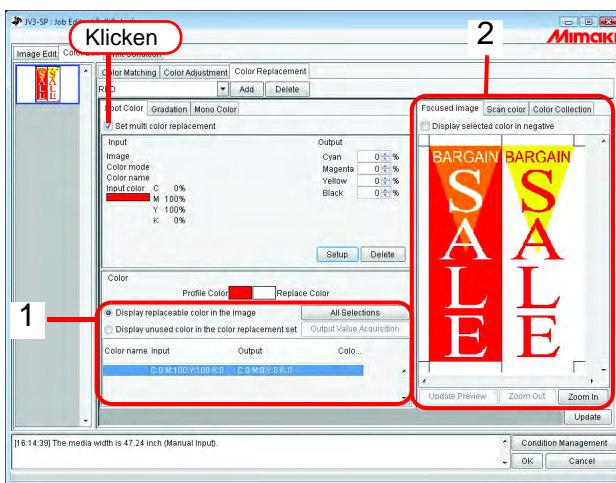 JV3-SP : Job Edi
Klicken
Mimaki
Image Edit
Color Matching Color Adjustment Color Replacement
Add Delete
Spot Color Gradation Mono Color
Set multi color replacement
Input
Image
Color mode
Color name
Input color C 0%
M 100%
Y 100%
K 0%
Output
Cyan 0 %
Magenta 0 %
Yellow 0 %
Black 0 %
Setup Delete
Color
Profile Color Replace Color
1
Display replaceable color in the image All Selections
Display unused color in the color replacement set Output Value Acquisition
Color name Input Output Colo...
C:0 M:100 Y:100 K:0 C:0 M:0 Y:0 K:0
2
Focused image Scan color Color Collection
Display selected color in negative
BARGAIN BARGAIN
SALE SALE
Update Preview Zoom Out Zoom In
Update
[16:14:39] The media width is 47.24 inch (Manual Input).
Condition Management
OK Cancel